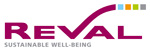 REVAL
SUSTAINABLE WELL-BEING